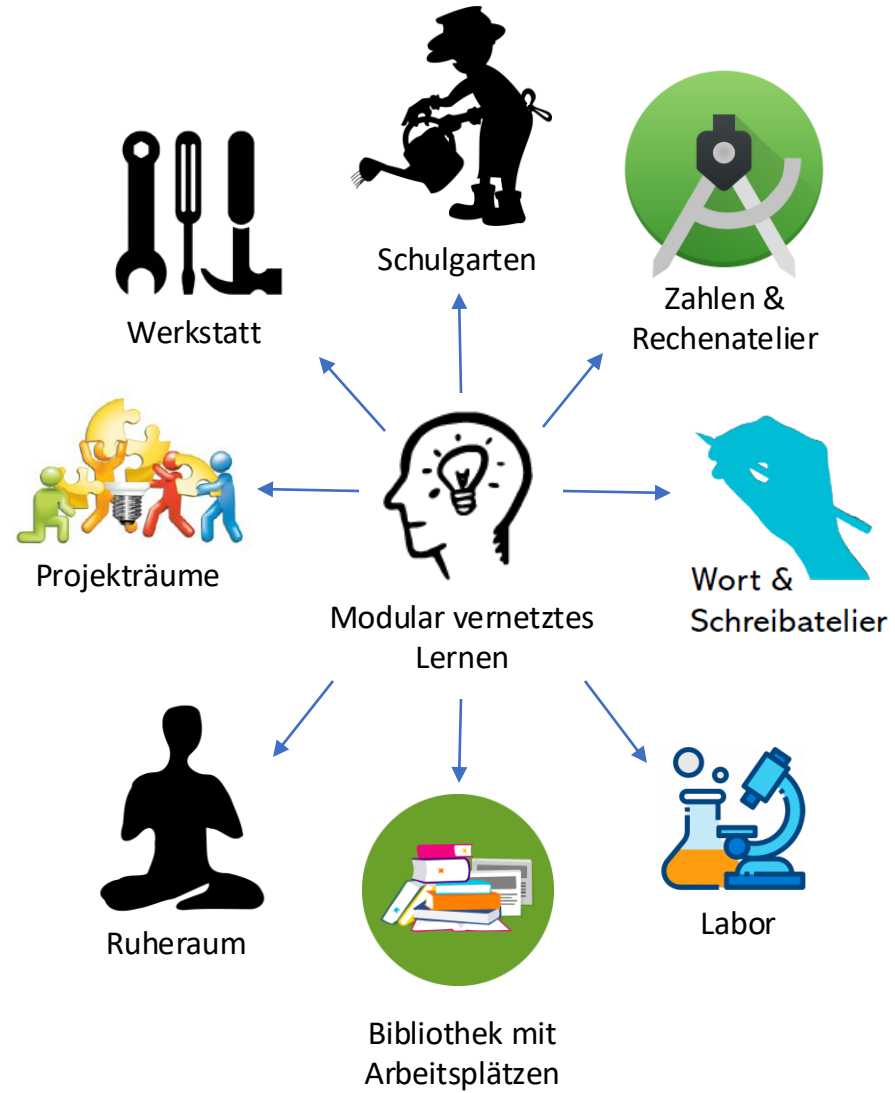 Schulgarten
Zahlen &
Rechenatelier
Werkstatt
Projekträume
Wort &
Schreibatelier
Modular vernetztes
Lernen
Ruheraum
Labor
Bibliothek mit
Arbeitsplätzen